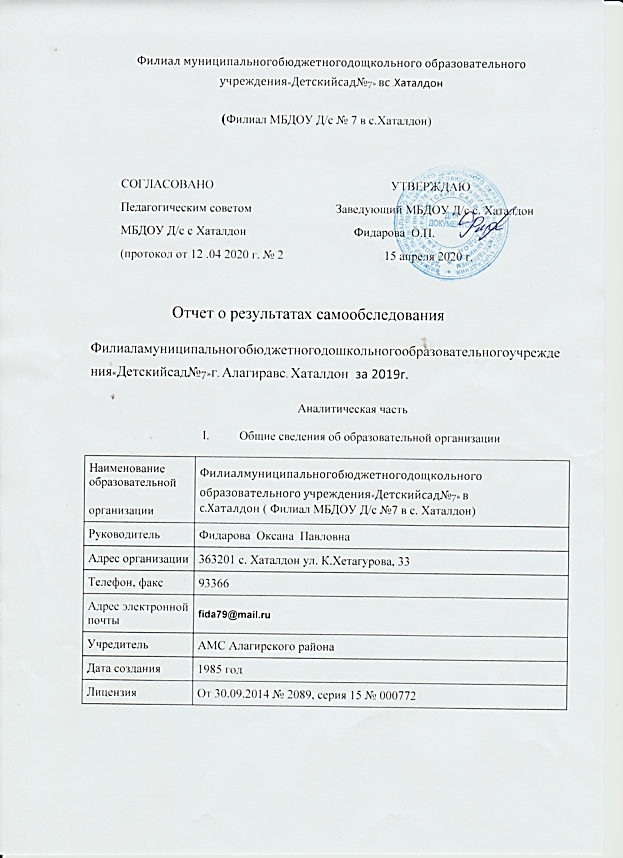 Филиал муниципальногобюджетногодощкольного образовательного
учреждения«Детскийсад№7» вс.Хаталдон
(Филиал МБДОУ Д/с № 7 в с.Хаталдон)
СОГЛАСОВАНО УТВЕРЖДАЮ
Педагогическим советом Заведующий МБДОУ Д/с с. Хаталдон
МБДОУ Д/с с Хаталдон Фидарова О.П.
(протокол от 12 .04 2020 г. № 2 15 апреля 2020 г.
Отчет о результатах самообследования
Филиаламуниципальногобюджетногодошкольногообразовательногоучрежде
ния«Детскийсад№7»г. Алагиравс. Хаталдон за 2019г.
Аналитическая часть
I. Общие сведения об образовательной организации
Наименование
образовательной
организации
Филиалмуниципальногобюджетногодощкольного
образовательного учреждения«Детскийсад№7» в
с.Хаталдон ( Филиал МБДОУ Д/с №7 в с. Хаталдон)
Руководитель Фидарова Оксана Павловна
Адрес организации 363201 с. Хаталдон ул. К.Хетагурова, 33
Телефон, факс 93366
Адрес электронной
почты
fida79@mail.ru
Учредитель АМС Алагирского района
Дата создания 1985 год
Лицензия От 30.09.2014 № 2089, серия 15 № 000772